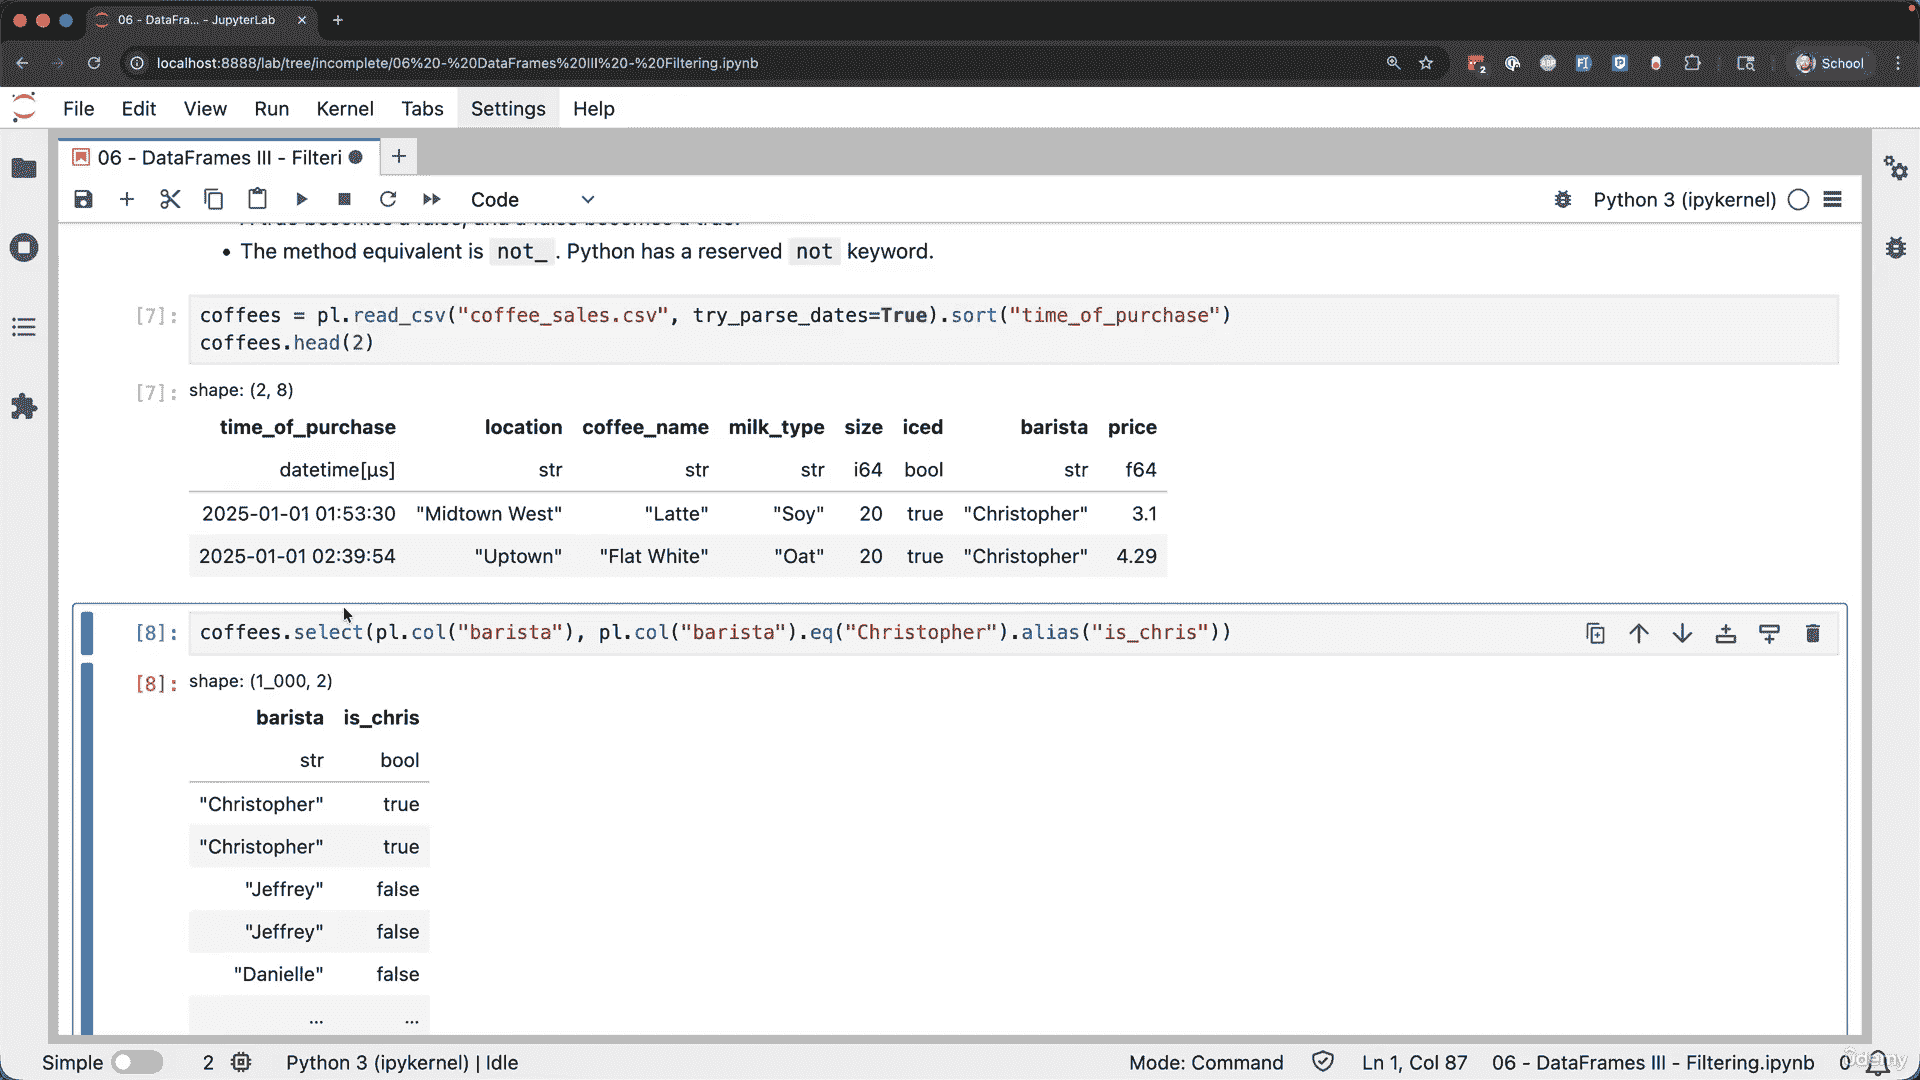 06 - DataFra... - JupyterLab
localhost:8888/lab/tree/incomplete/06%20-%20DataFrames%20III%20-%20Filtering.ipynb
School
File Edit View Run Kernel Tabs Settings Help
06 - DataFrames III - Filteri
Code
Python 3 (ipykernel)
A true becomes a false, and a false becomes a true.
• The method equivalent is not_ . Python has a reserved not keyword.
[7]: coffees = pl.read_csv("coffee_sales.csv", try_parse_dates=True).sort("time_of_purchase")
coffees.head(2)
[7]: shape: (2, 8)
time_of_purchase location coffee_name milk_type size iced barista price
datetime[μs] str str str i64 bool str f64
2025-01-01 01:53:30 "Midtown West" "Latte" "Soy" 20 true "Christopher" 3.1
2025-01-01 02:39:54 "Uptown" "Flat White" "Oat" 20 true "Christopher" 4.29
[8]: coffees.select(pl.col("barista"), pl.col("barista").eq("Christopher").alias("is_chris"))
[8]: shape: (1_000, 2)
barista is_chris
str bool
"Christopher" true
"Christopher" true
"Jeffrey" false
"Jeffrey" false
"Danielle" false
... ...
Simple 2 Python 3 (ipykernel) | Idle Mode: Command Ln 1, Col 87 06 - DataFrames III - Filtering.ipynb 0